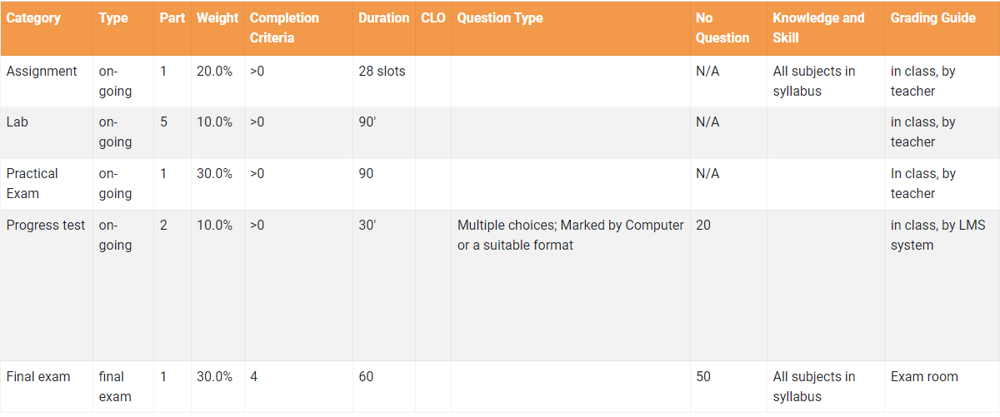 Category Type Part Weight Completion Criteria Duration CLO Question Type No Question Knowledge and Skill Grading Guide
Assignment on-going 1 20.0% >0 28 slots N/A All subjects in syllabus in class, by teacher
Lab on-going 5 10.0% >0 90' N/A in class, by teacher
Practical Exam on-going 1 30.0% >0 90 N/A In class, by teacher
Progress test on-going 2 10.0% >0 30' Multiple choices; Marked by Computer or a suitable format 20 in class, by LMS system
Final exam final exam 1 30.0% 4 60 50 All subjects in syllabus Exam room